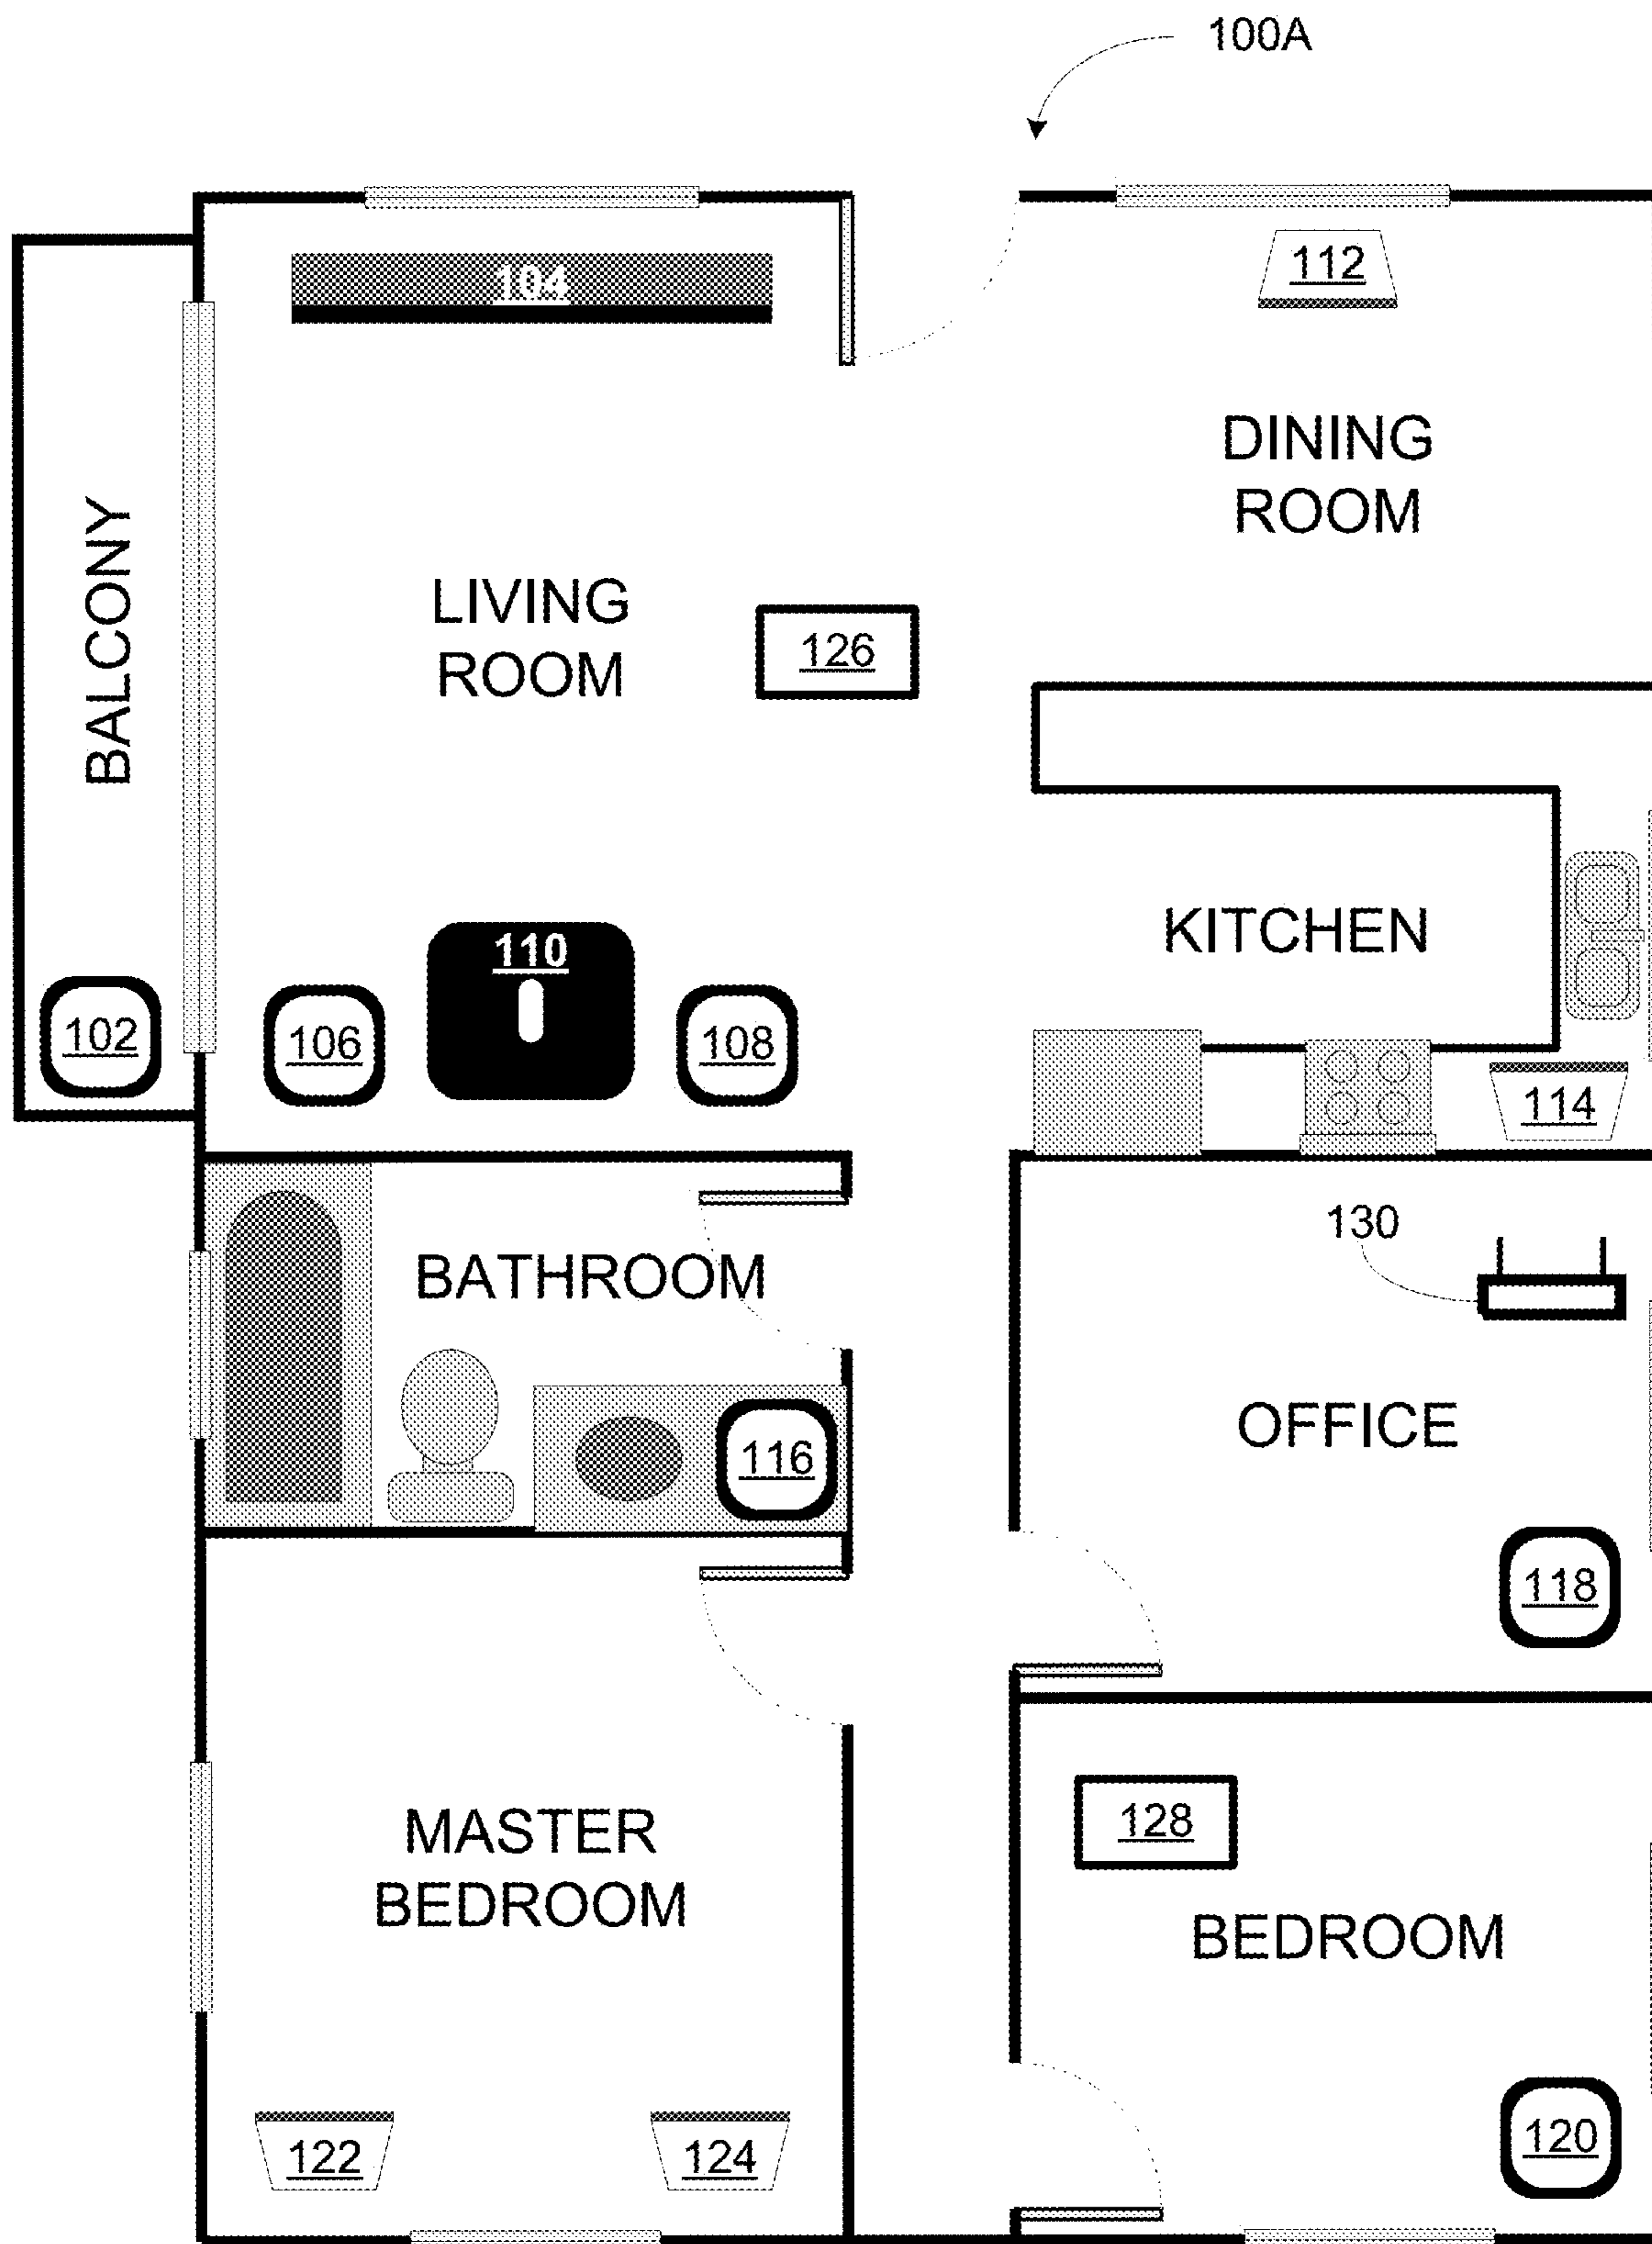 100A
104
112
DINING
ROOM
BALCONY
LIVING
ROOM
126
KITCHEN
110
102
106
108
114
130
BATHROOM
OFFICE
116
118
128
MASTER
BEDROOM
BEDROOM
122
124
120